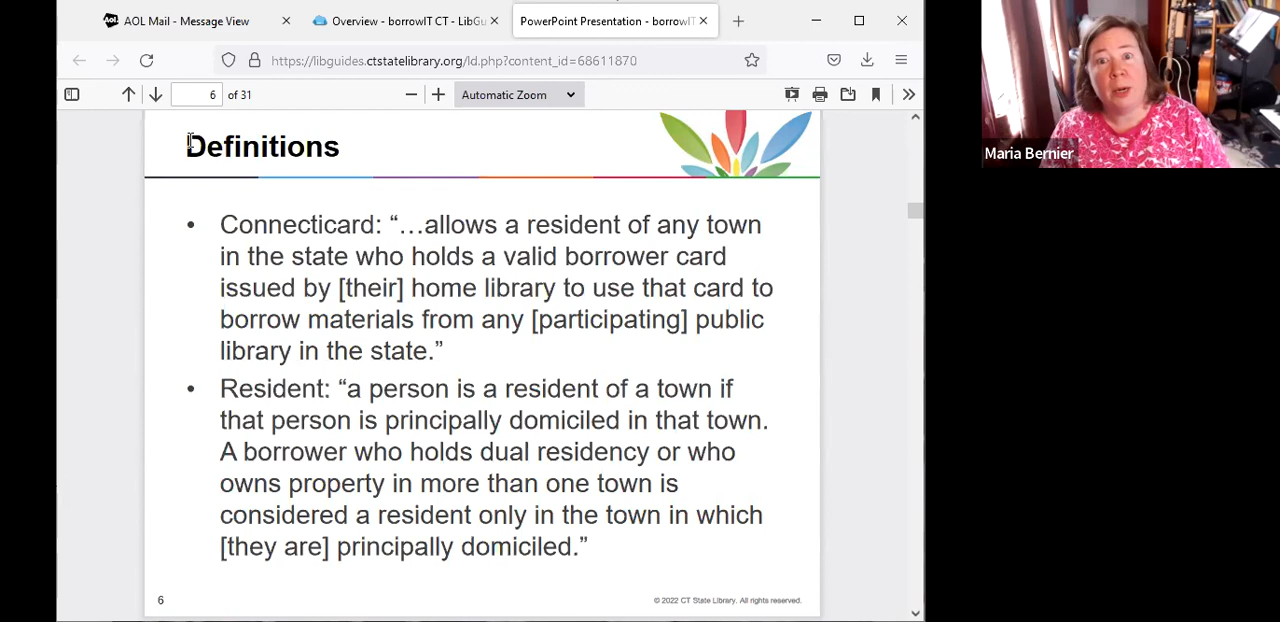 AOL Mail - Message View
Overview - borrowIT CT - LibGu
PowerPoint Presentation - borrowIT
https://libguides.ctstatelibrary.org/ld.php?content_id=68611870
6 of 31
Automatic Zoom
Definitions
• Connecticard: “…allows a resident of any town
in the state who holds a valid borrower card
issued by [their] home library to use that card to
borrow materials from any [participating] public
library in the state.”
• Resident: “a person is a resident of a town if
that person is principally domiciled in that town.
A borrower who holds dual residency or who
owns property in more than one town is
considered a resident only in the town in which
[they are] principally domiciled.”
6
© 2022 CT State Library. All rights reserved.
Maria Bernier